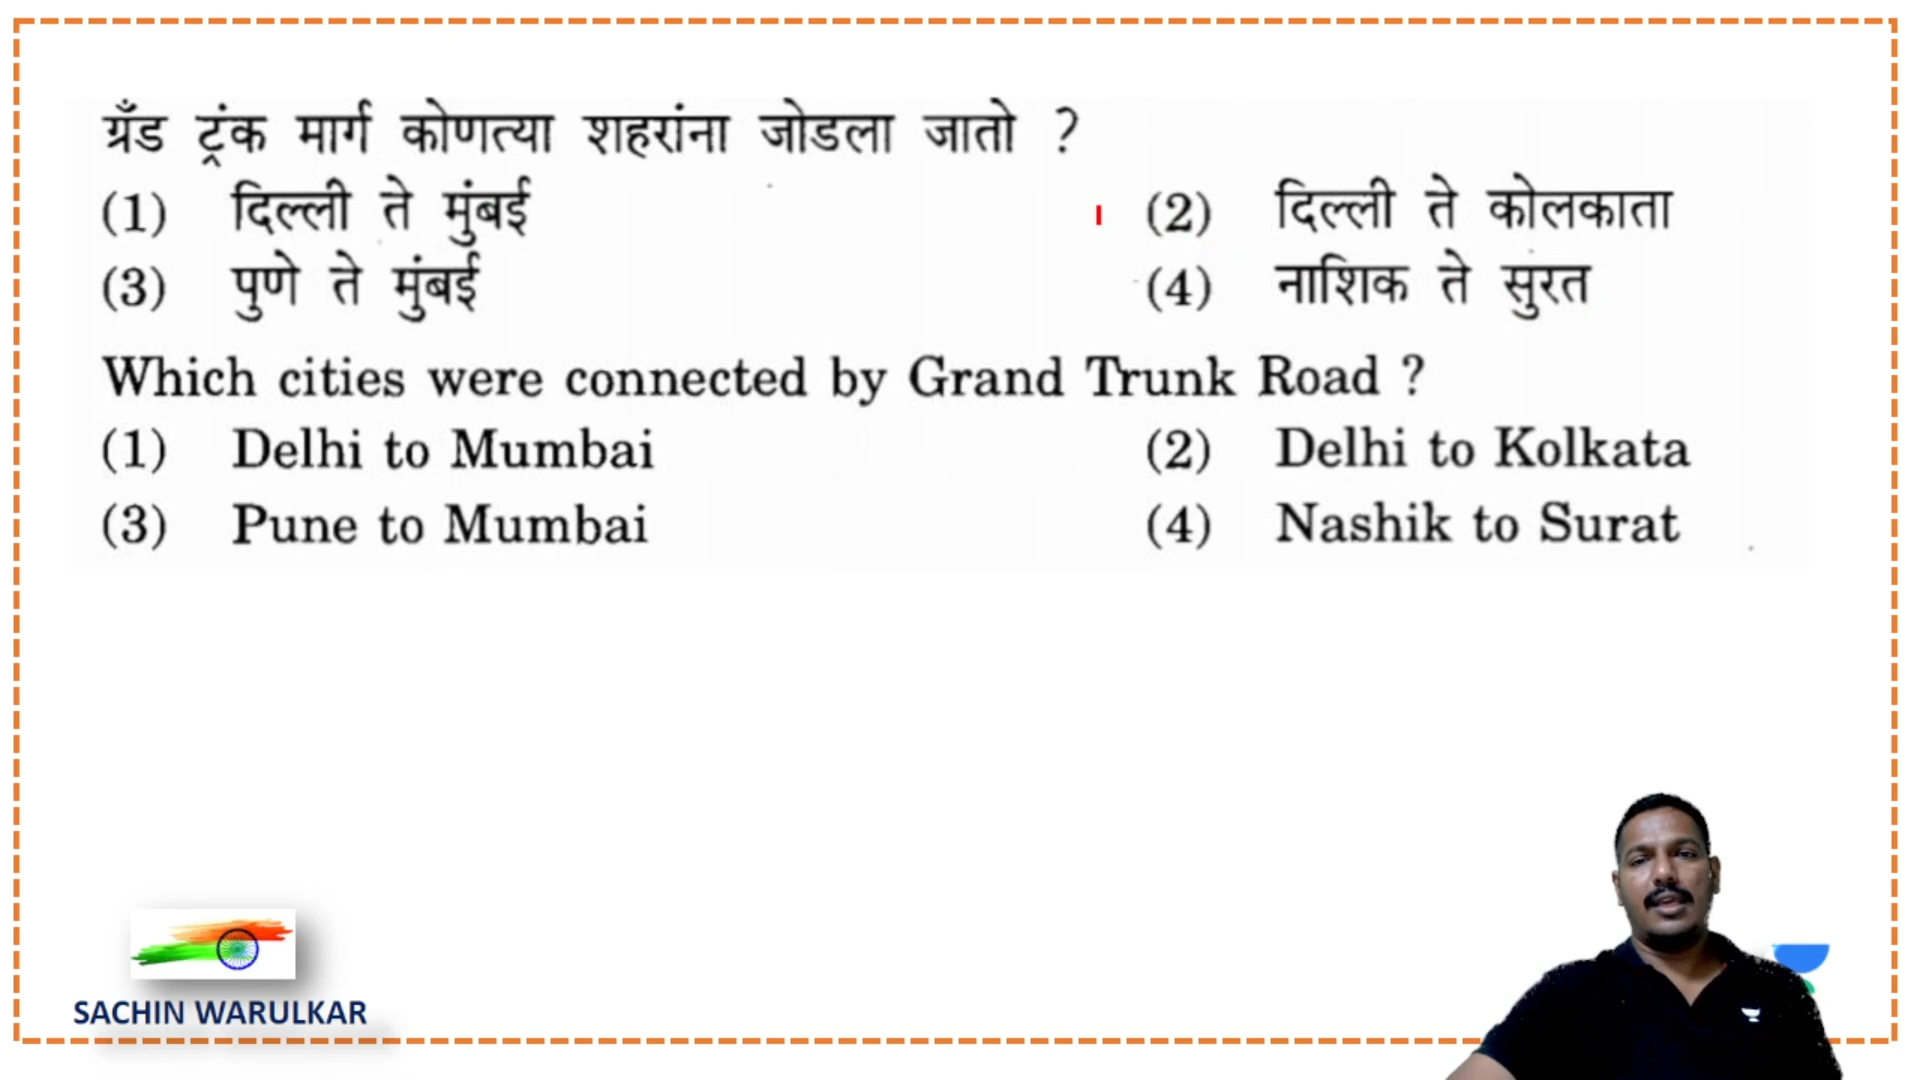 ग्रँड ट्रंक मार्ग कोणत्या शहरांना जोडला जातो ?
(1) दिल्ली ते मुंबई (2) दिल्ली ते कोलकाता
(3) पुणे ते मुंबई (4) नाशिक ते सुरत
Which cities were connected by Grand Trunk Road ?
(1) Delhi to Mumbai (2) Delhi to Kolkata
(3) Pune to Mumbai (4) Nashik to Surat
SACHIN WARULKAR